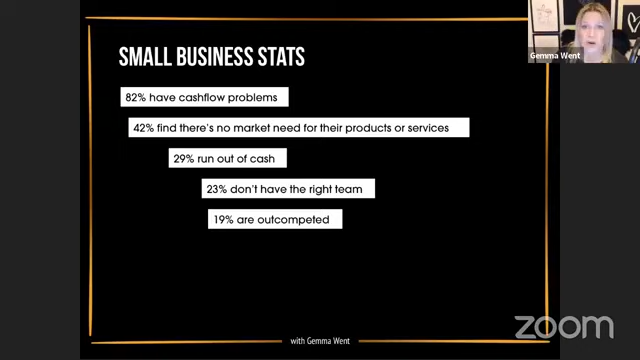 SMALL BUSINESS STATS
Gemma Went
82% have cashflow problems
42% find there's no market need for their products or services
29% run out of cash
23% don't have the right team
19% are outcompeted
zoom
with Gemma Went